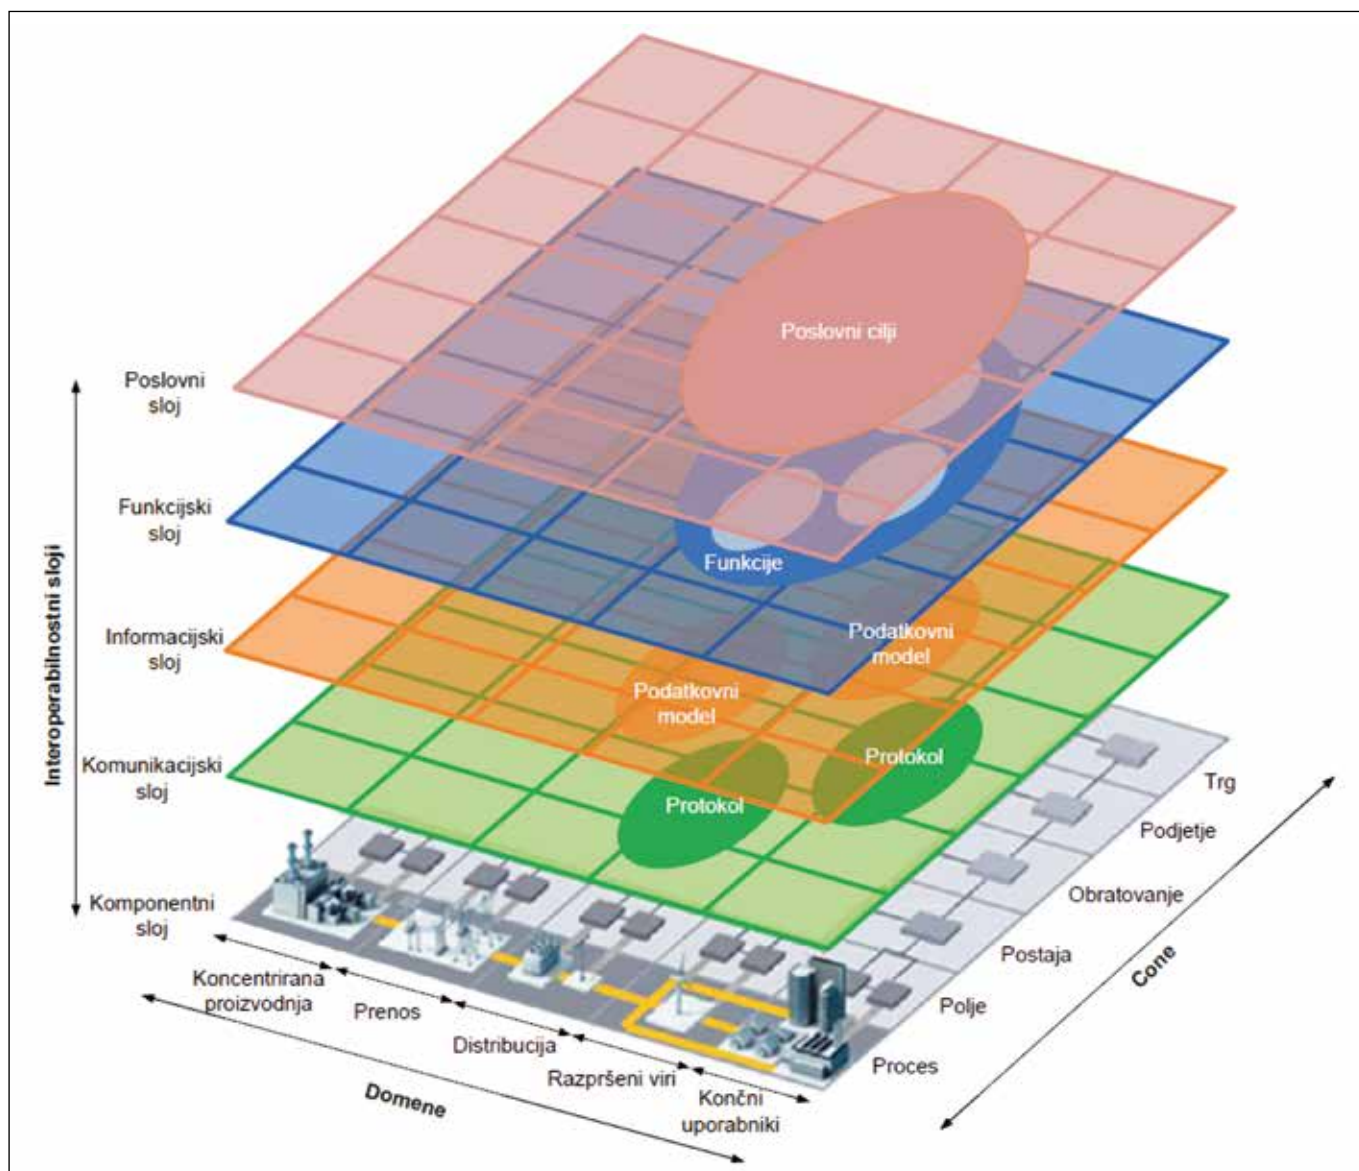 Poslovni cilji
Poslovni
sloj
Funkcijski
sloj
Funkcije
Informacijski
sloj
Podatkovni
model
Podatkovni
model
Komunikacijski
sloj
Protokol
Protokol
Komponentni
sloj
Interoperabilnostni sloji
Koncentrirana
proizvodnja
Prenos
Distribucija
Razpršeni viri
Končni
uporabniki
Domene
Trg
Podjetje
Obratovanje
Postaja
Polje
Proces
Cone